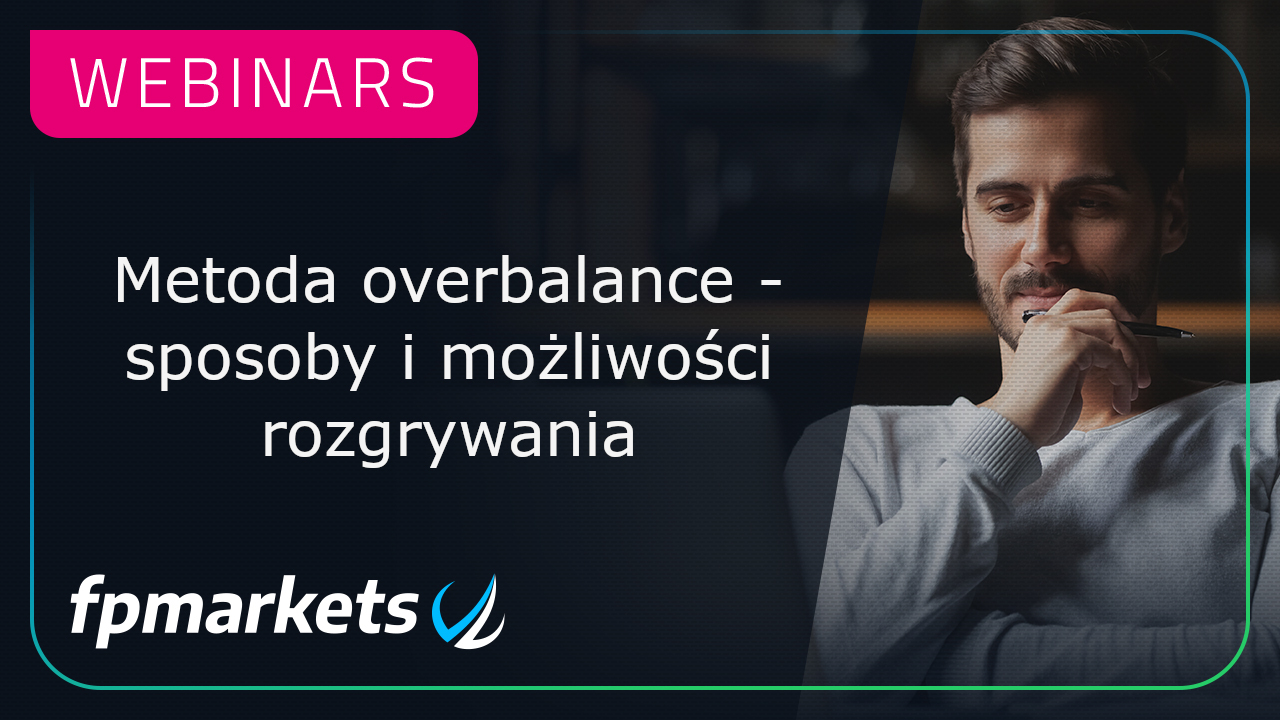 WEBINARS
Metoda overbalance -
sposoby i możliwości
rozgrywania
fpmarkets